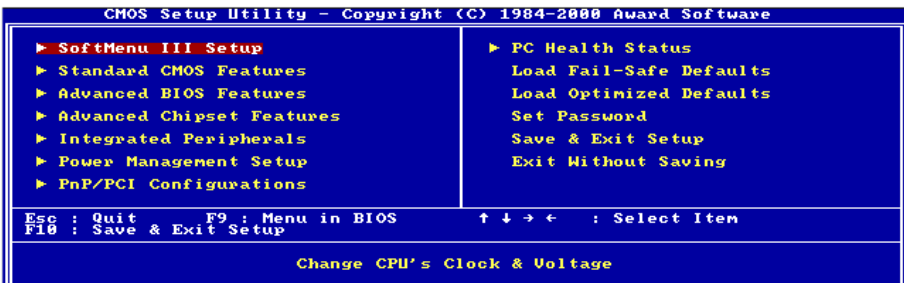 CMOS Setup Utility - Copyright (C) 1984-2000 Award Software
► SoftMenu III Setup
► Standard CMOS Features
► Advanced BIOS Features
► Advanced Chipset Features
► Integrated Peripherals
► Power Management Setup
► PnP/PCI Configurations
► PC Health Status
Load Fail-Safe Defaults
Load Optimized Defaults
Set Password
Save & Exit Setup
Exit Without Saving
Esc : Quit F9 : Menu in BIOS ↑ ↓ → ← : Select Item
F10 : Save & Exit Setup
Change CPU's Clock & Voltage